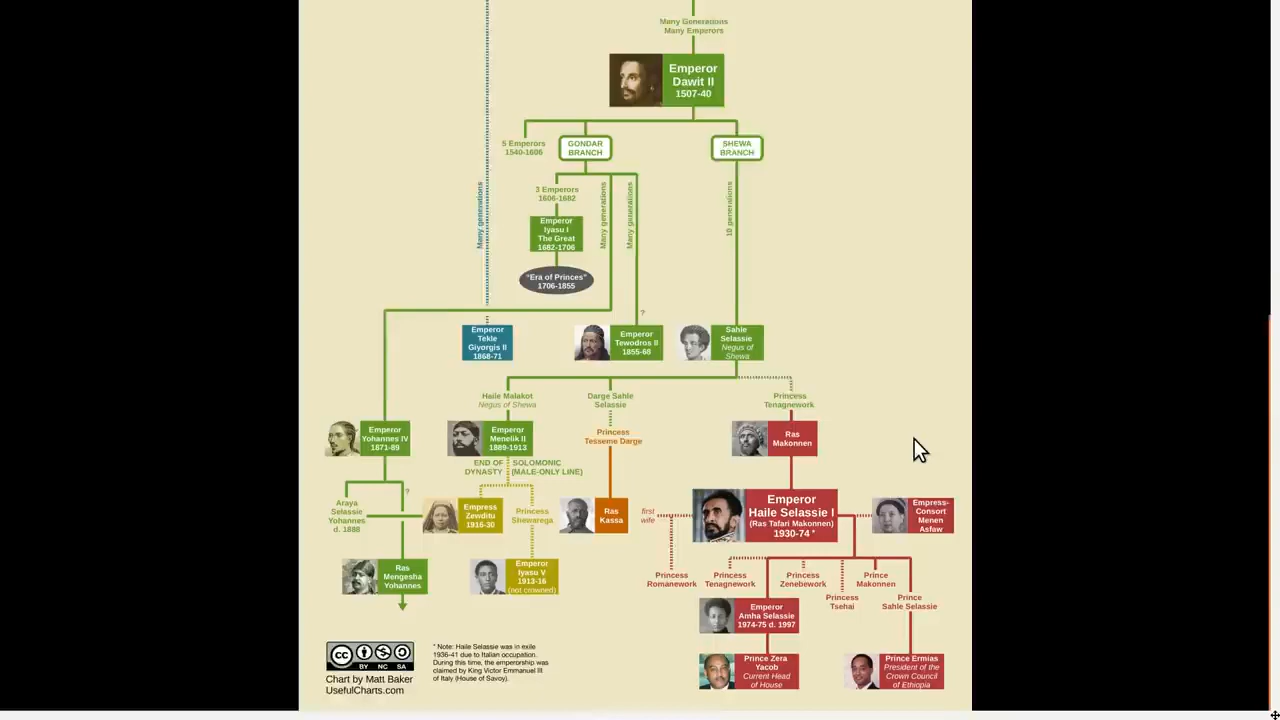 Many Generations
Many Emperors
Emperor
Dawit II
1507-40
5 Emperors
1540-1606
GONDAR
BRANCH
SHEWA
BRANCH
Many generations
3 Emperors
1606-1682
Many generations
Many generations
10 generations
Emperor
Iyasu I
The Great
1682-1706
"Era of Princes"
1706-1855
?
Emperor
Tekle
Giyorgis II
1868-71
Emperor
Tewodros II
1855-68
Sahle
Selassie
Negus of
Shewa
Haile Malakot
Negus of Shewa
Darge Sahle
Selassie
Princess
Tenagnework
Emperor
Yohannes IV
1871-89
Emperor
Menelik II
1889-1913
Princess
Tesseme Darge
Ras
Makonnen
END OF
DYNASTY
SOLOMONIC
(MALE-ONLY LINE)
?
Araya
Selassie
Yohannes
d. 1888
Empress
Zewditu
1916-30
Princess
Shewarega
Ras
Kassa
first
wife
Emperor
Haile Selassie I
(Ras Tafari Makonnen)
1930-74 *
Empress-
Consort
Menen
Asfaw
Ras
Mengesha
Yohannes
Emperor
Iyasu V
1913-16
(not crowned)
Princess
Romanework
Princess
Tenagnework
Princess
Zenebework
Prince
Makonnen
Princess
Tsehai
Prince
Sahle Selassie
Emperor
Amha Selassie
1974-75 d. 1997
Prince Zera
Yacob
Current Head
of House
Prince Ermias
President of the
Crown Council
of Ethiopia
cc
BY NC SA
Chart by Matt Baker
UsefulCharts.com
* Note: Haile Selassie was in exile
1936-41 due to Italian occupation.
During this time, the emperorship was
claimed by King Victor Emmanuel III
of Italy (House of Savoy).